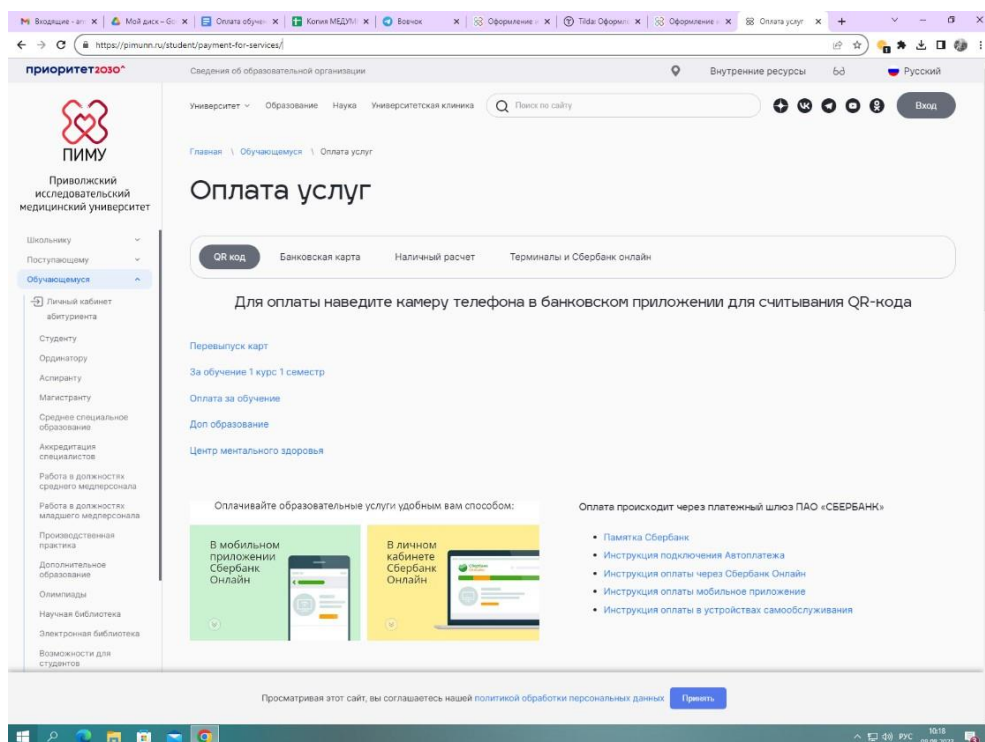 Входящие - an
Мой диск – Go
Оплата обуче
Копия МЕДУМ
Вовчок
Оформление
Tilda: Оформл
Оформление
Оплата услуг
https://pimunn.ru/student/payment-for-services/
приоритет2030^
Сведения об образовательной организации
Внутренние ресурсы
Русский
Университет
Образование
Наука
Университетская клиника
Поиск по сайту
Вход
ПИМУ
Приволжский
исследовательский
медицинский университет
Главная \ Обучающемуся \ Оплата услуг
Оплата услуг
Школьнику
Поступающему
Обучающемуся
Личный кабинет
абитуриента
Студенту
Ординатору
Аспиранту
Магистранту
Среднее специальное
образование
Аккредитация
специалистов
Работа в должностях
среднего медперсонала
Работа в должностях
младшего медперсонала
Производственная
практика
Дополнительное
образование
Олимпиады
Научная библиотека
Электронная библиотека
Возможности для
студентов
QR код
Банковская карта
Наличный расчет
Терминалы и Сбербанк онлайн
Для оплаты наведите камеру телефона в банковском приложении для считывания QR-кода
Перевыпуск карт
За обучение 1 курс 1 семестр
Оплата за обучение
Доп образование
Центр ментального здоровья
Оплачивайте образовательные услуги удобным вам способом:
В мобильном
приложении
Сбербанк
Онлайн
В личном
кабинете
Сбербанк
Онлайн
Оплата происходит через платежный шлюз ПАО «СБЕРБАНК»
• Памятка Сбербанк
• Инструкция подключения Автоплатежа
• Инструкция оплаты через Сбербанк Онлайн
• Инструкция оплаты мобильное приложение
• Инструкция оплаты в устройствах самообслуживания
Просматривая этот сайт, вы соглашаетесь нашей политикой обработки персональных данных
Принять
РУС
10:18